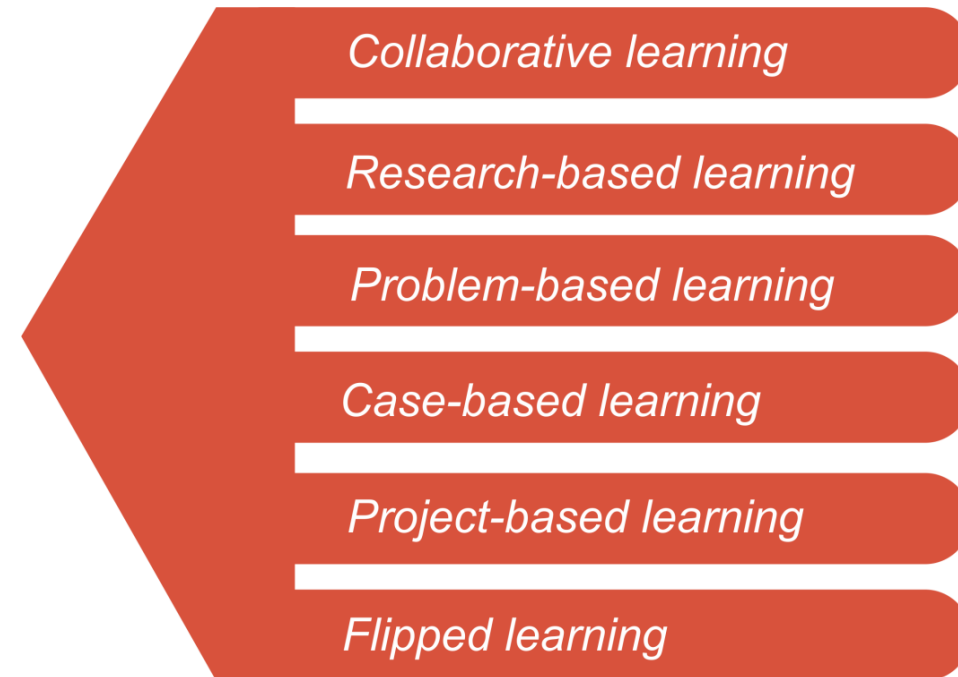 Collaborative learning
Research-based learning
Problem-based learning
Case-based learning
Project-based learning
Flipped learning